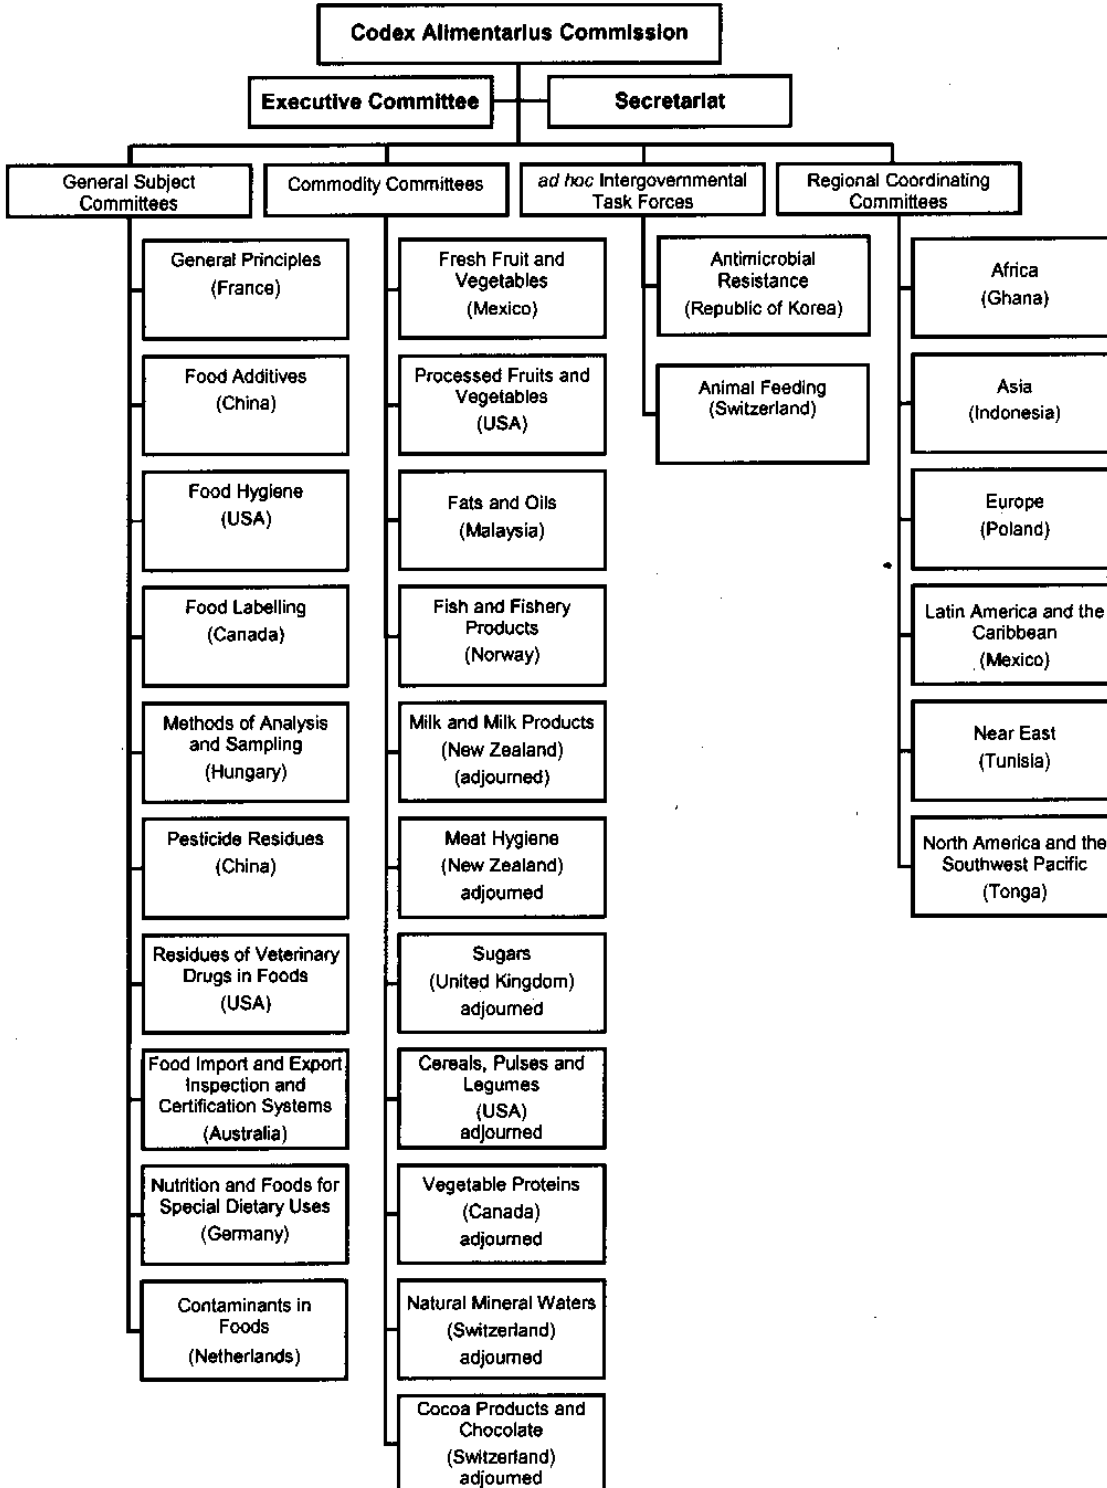 Codex Alimentarius Commission
Executive Committee
Secretariat
General Subject
Committees
Commodity Committees
ad hoc Intergovernmental
Task Forces
Regional Coordinating
Committees
General Principles
(France)
Food Additives
(China)
Food Hygiene
(USA)
Food Labelling
(Canada)
Methods of Analysis
and Sampling
(Hungary)
Pesticide Residues
(China)
Residues of Veterinary
Drugs in Foods
(USA)
Food Import and Export
Inspection and
Certification Systems
(Australia)
Nutrition and Foods for
Special Dietary Uses
(Germany)
Contaminants in
Foods
(Netherlands)
Fresh Fruit and
Vegetables
(Mexico)
Processed Fruits and
Vegetables
(USA)
Fats and Oils
(Malaysia)
Fish and Fishery
Products
(Norway)
Milk and Milk Products
(New Zealand)
(adjourned)
Meat Hygiene
(New Zealand)
adjourned
Sugars
(United Kingdom)
adjourned
Cereals, Pulses and
Legumes
(USA)
adjourned
Vegetable Proteins
(Canada)
adjourned
Natural Mineral Waters
(Switzerland)
adjourned
Cocoa Products and
Chocolate
(Switzerland)
adjourned
Antimicrobial
Resistance
(Republic of Korea)
Animal Feeding
(Switzerland)
Africa
(Ghana)
Asia
(Indonesia)
Europe
(Poland)
Latin America and the
Caribbean
(Mexico)
Near East
(Tunisia)
North America and the
Southwest Pacific
(Tonga)